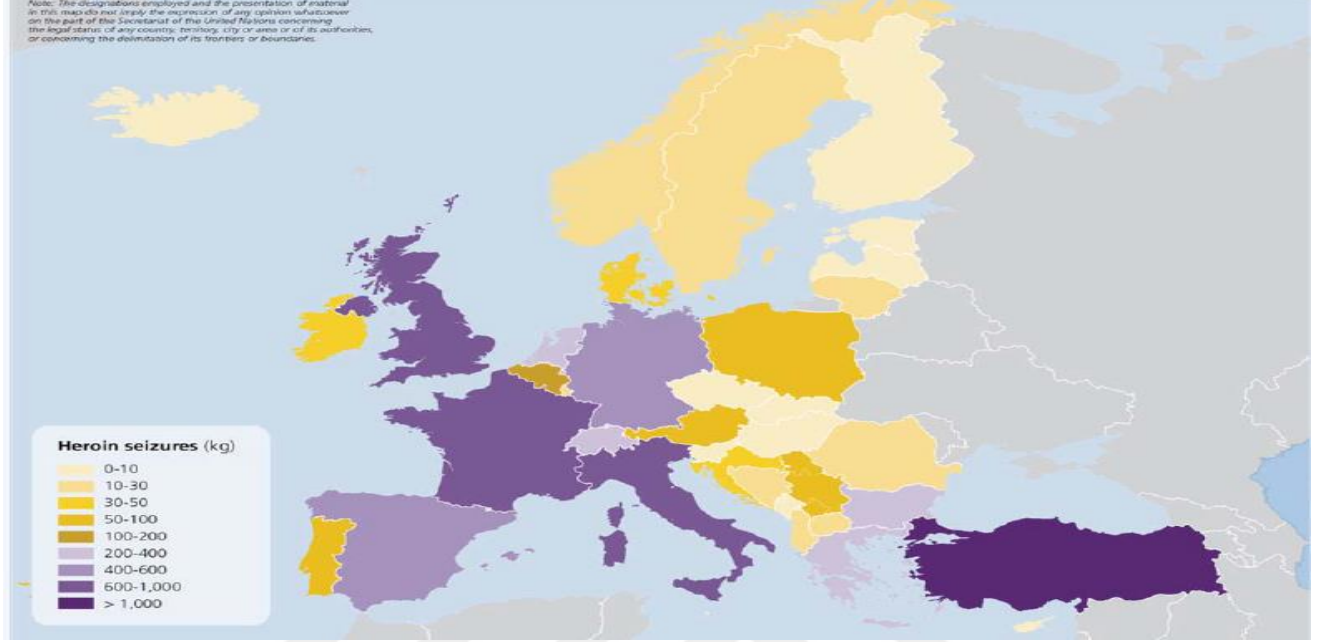 Note: The designations employed and the presentation of material
in this map do not imply the expression of any opinion whatsoever
on the part of the Secretariat of the United Nations concerning
the legal status of any country, territory, city or area or of its authorities,
or concerning the delimitation of its frontiers or boundaries.
Heroin seizures (kg)
0-10
10-30
30-50
50-100
100-200
200-400
400-600
600-1,000
> 1,000